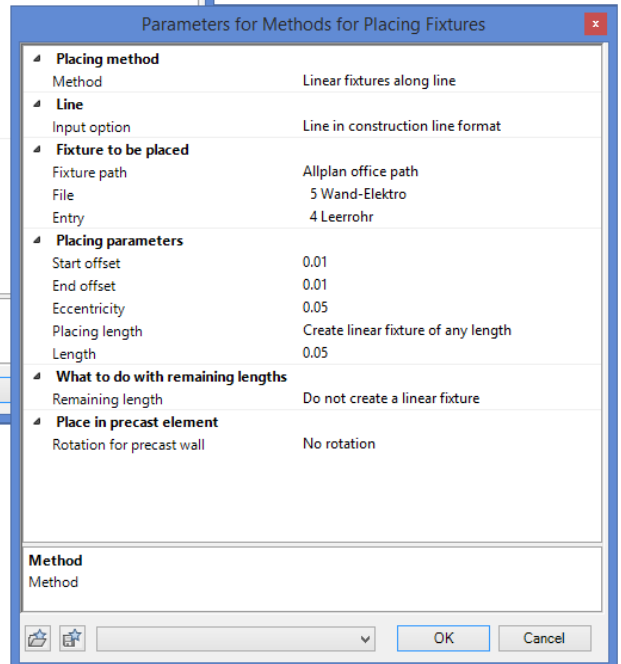 Parameters for Methods for Placing Fixtures
x
Placing method
Method Linear fixtures along line
Line
Input option Line in construction line format
Fixture to be placed
Fixture path Allplan office path
File 5 Wand-Elektro
Entry 4 Leerrohr
Placing parameters
Start offset 0.01
End offset 0.01
Eccentricity 0.05
Placing length Create linear fixture of any length
Length 0.05
What to do with remaining lengths
Remaining length Do not create a linear fixture
Place in precast element
Rotation for precast wall No rotation
Method
Method
OK Cancel